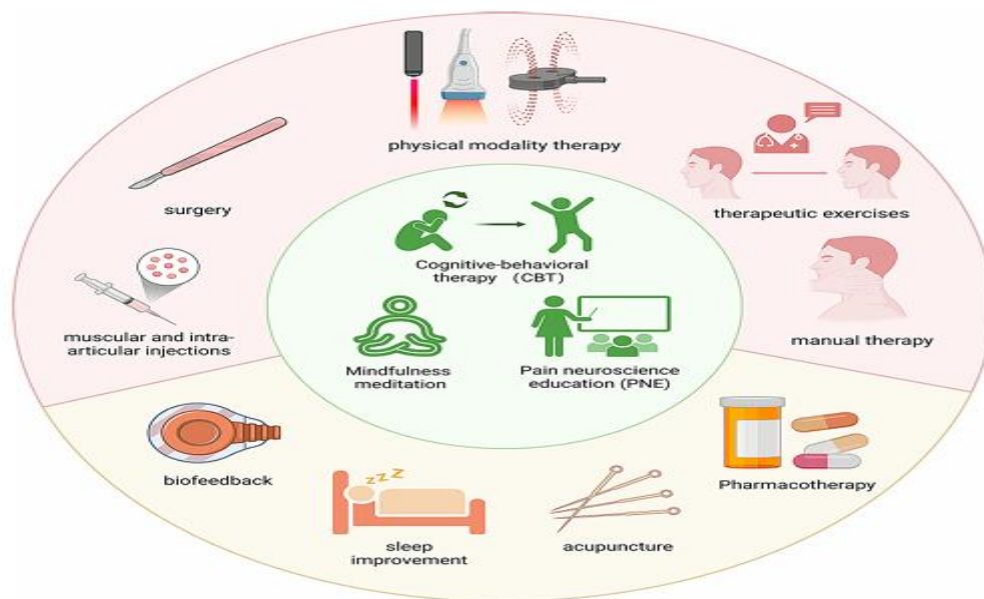 physical modality therapy
surgery
therapeutic exercises
Cognitive-behavioral
therapy (CBT)
muscular and intra-
articular injections
manual therapy
Mindfulness
meditation
Pain neuroscience
education (PNE)
biofeedback
zzz
sleep
improvement
acupuncture
Pharmacotherapy